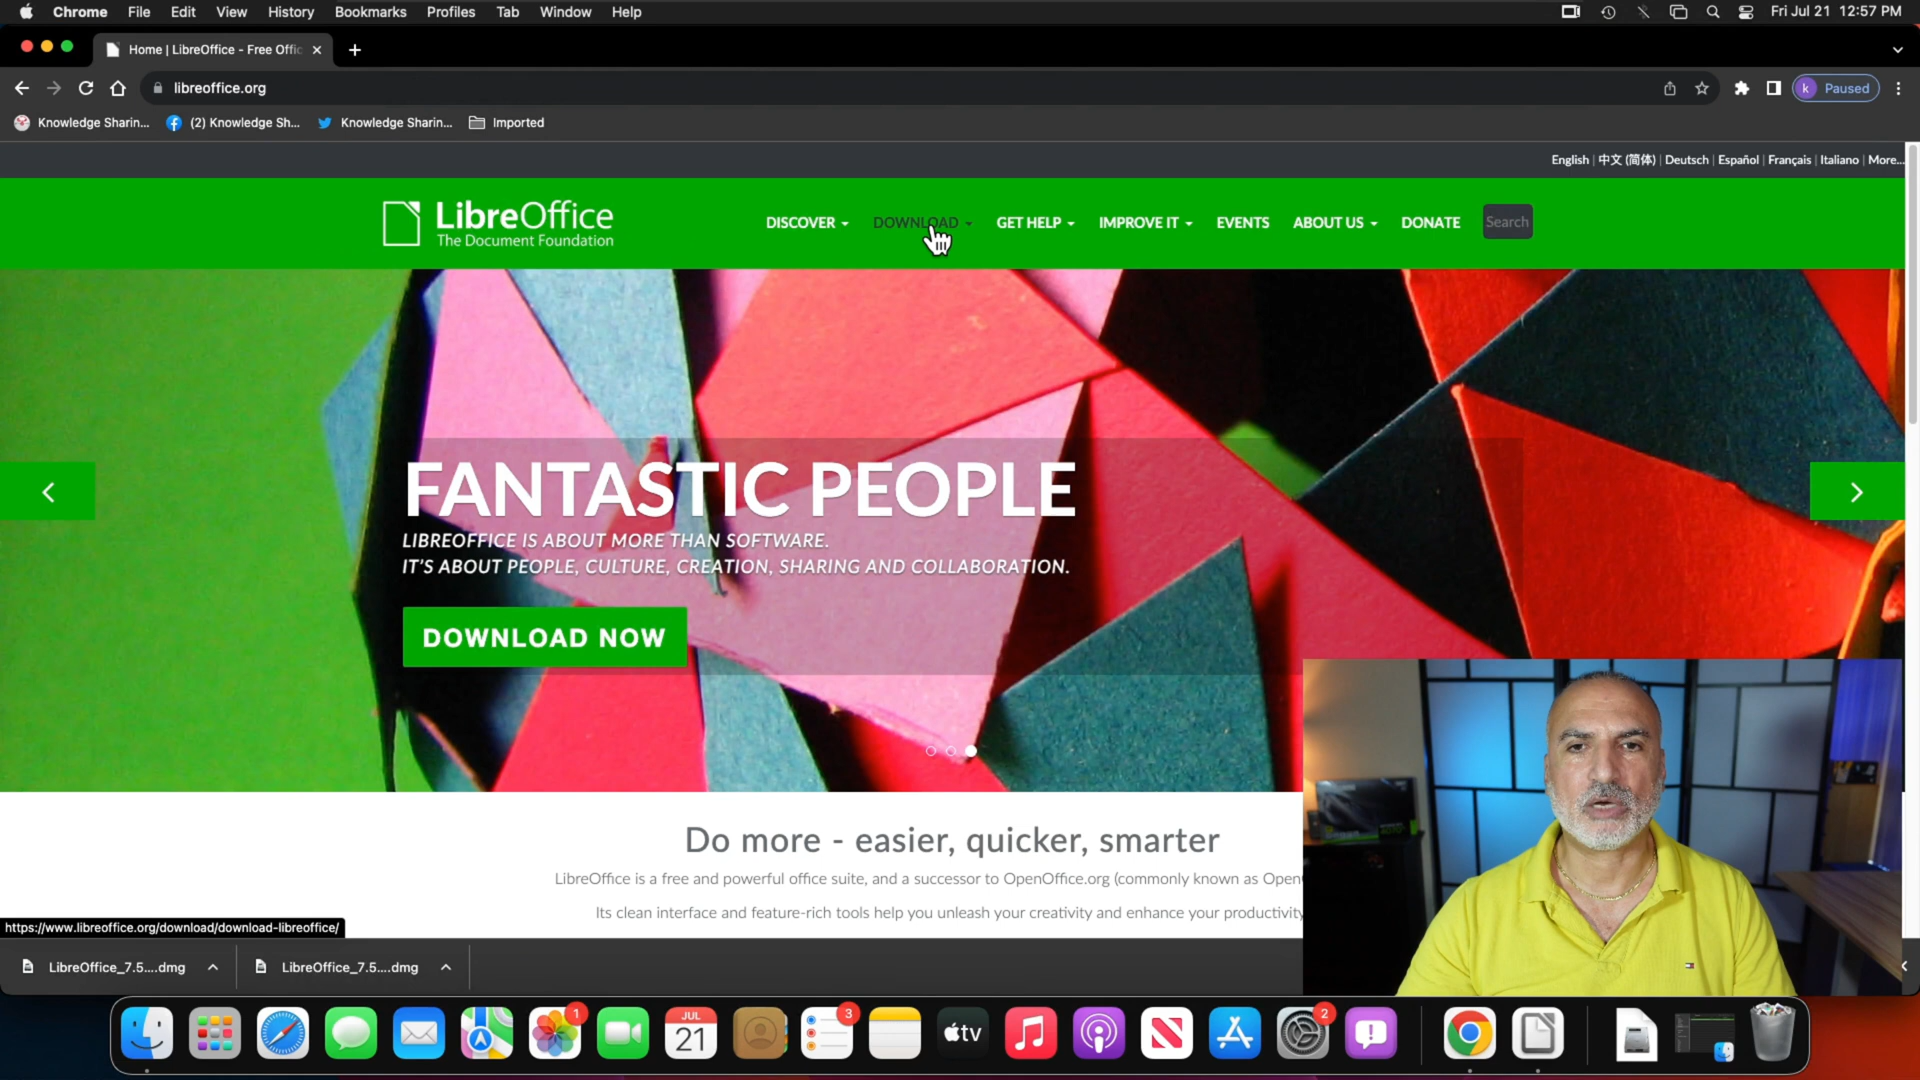 Chrome File Edit View History Bookmarks Profiles Tab Window Help Fri Jul 21 12:57 PM
Home | LibreOffice - Free Offic
libreoffice.org
k Paused
Knowledge Sharin... (2) Knowledge Sh... Knowledge Sharin... Imported
English | 中文 (简体) | Deutsch | Español | Français | Italiano | More...
LibreOffice
The Document Foundation
DISCOVER DOWNLOAD GET HELP IMPROVE IT EVENTS ABOUT US DONATE Search
FANTASTIC PEOPLE
LIBREOFFICE IS ABOUT MORE THAN SOFTWARE.
IT'S ABOUT PEOPLE, CULTURE, CREATION, SHARING AND COLLABORATION.
DOWNLOAD NOW
Do more - easier, quicker, smarter
LibreOffice is a free and powerful office suite, and a successor to OpenOffice.org (commonly known as Open
Its clean interface and feature-rich tools help you unleash your creativity and enhance your productivity
https://www.libreoffice.org/download/download-libreoffice/
LibreOffice_7.5....dmg LibreOffice_7.5....dmg
1 JUL 3 2
21 tv